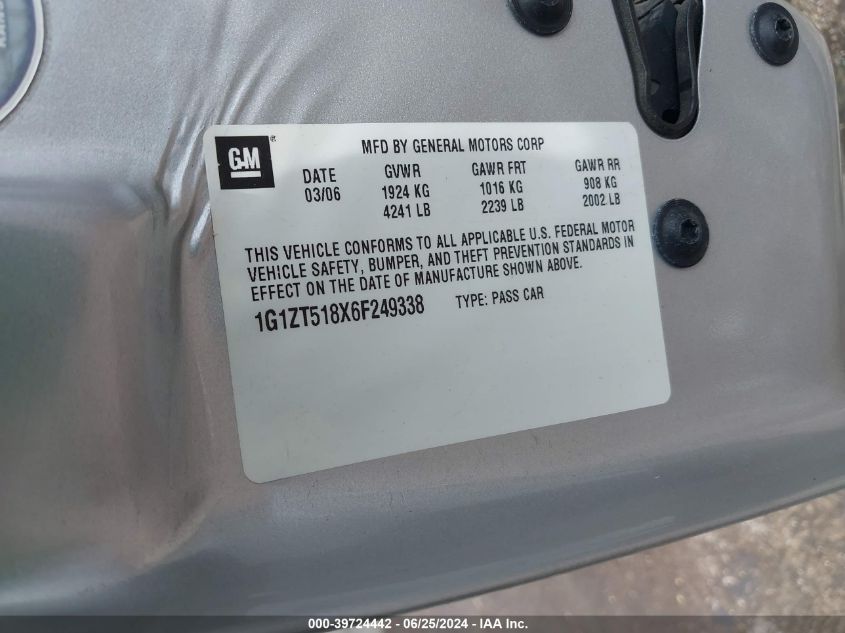 GM®
MFD BY GENERAL MOTORS CORP
DATE GVWR GAWR FRT GAWR RR
03/06 1924 KG 1016 KG 908 KG
4241 LB 2239 LB 2002 LB
THIS VEHICLE CONFORMS TO ALL APPLICABLE U.S. FEDERAL MOTOR
VEHICLE SAFETY, BUMPER, AND THEFT PREVENTION STANDARDS IN
EFFECT ON THE DATE OF MANUFACTURE SHOWN ABOVE.
1G1ZT518X6F249338 TYPE: PASS CAR
000-39724442 - 06/25/2024 - IAA Inc.